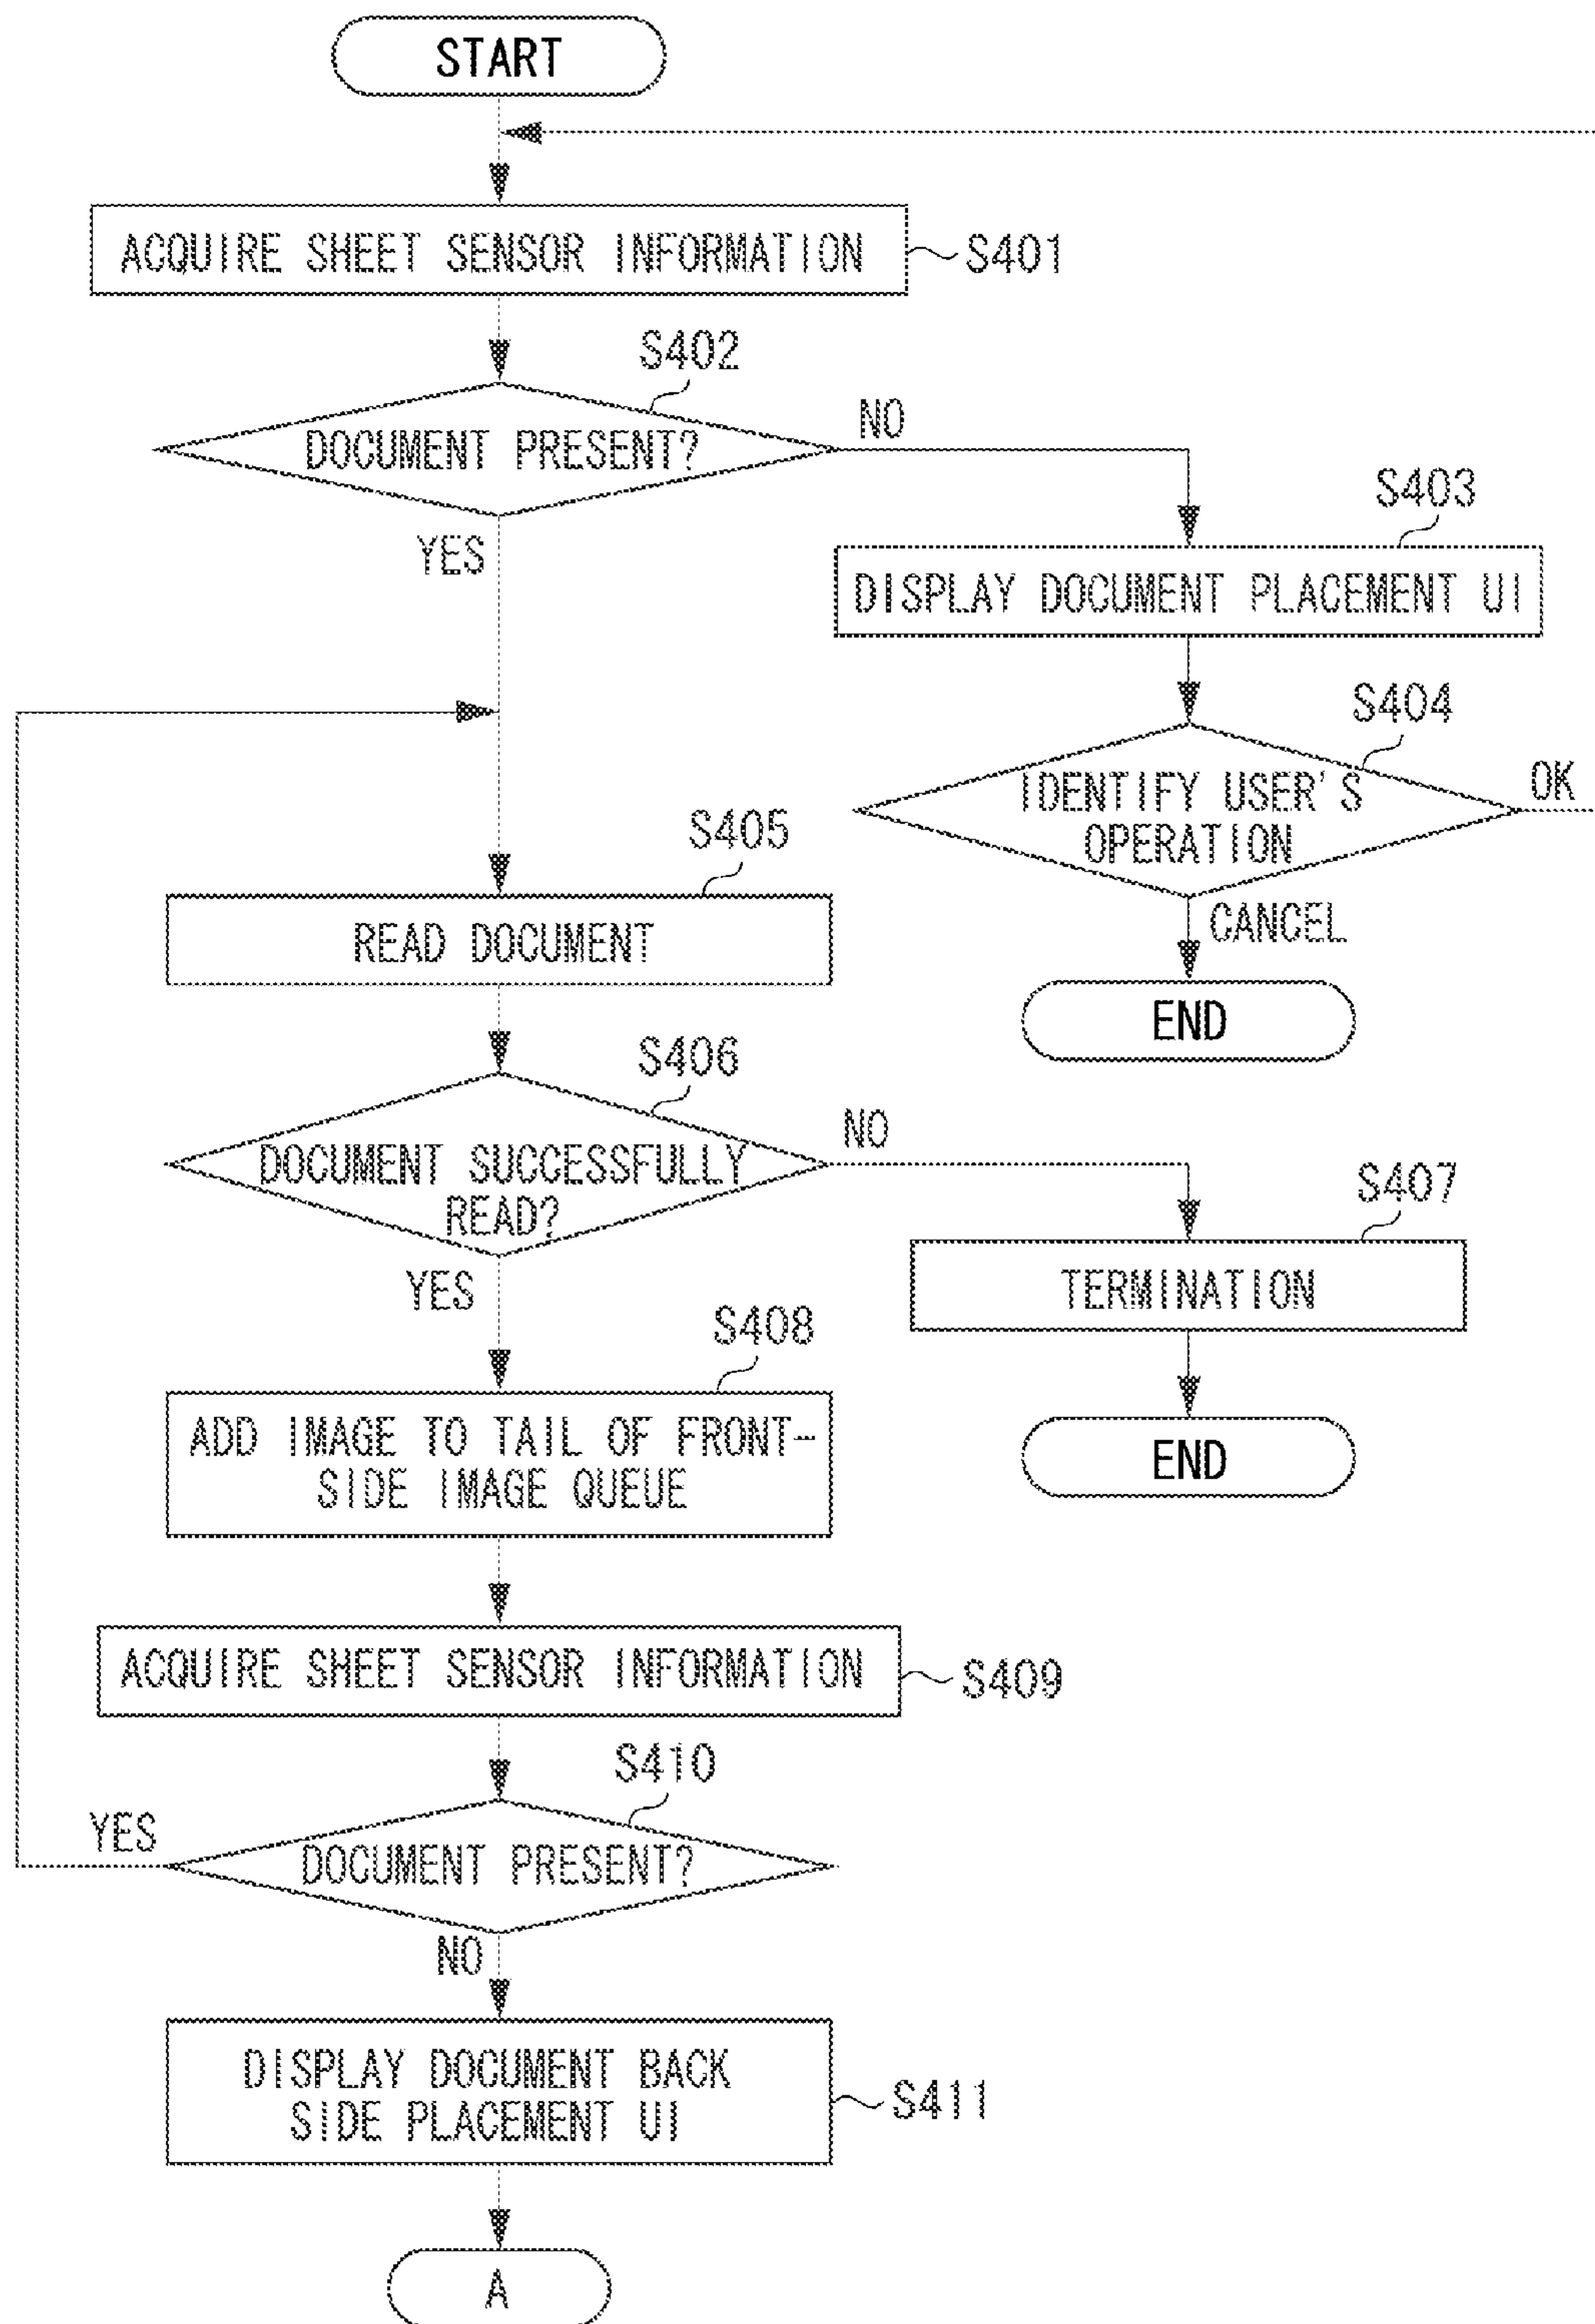 START
ACQUIRE SHEET SENSOR INFORMATION
S401
S402
DOCUMENT PRESENT?
NO
YES
S403
DISPLAY DOCUMENT PLACEMENT UI
S404
IDENTIFY USER'S
OPERATION
OK
CANCEL
END
S405
READ DOCUMENT
S406
DOCUMENT SUCCESSFULLY
READ?
NO
YES
S407
TERMINATION
END
S408
ADD IMAGE TO TAIL OF FRONT-
SIDE IMAGE QUEUE
ACQUIRE SHEET SENSOR INFORMATION
S409
S410
YES
DOCUMENT PRESENT?
NO
DISPLAY DOCUMENT BACK
SIDE PLACEMENT UI
S411
A